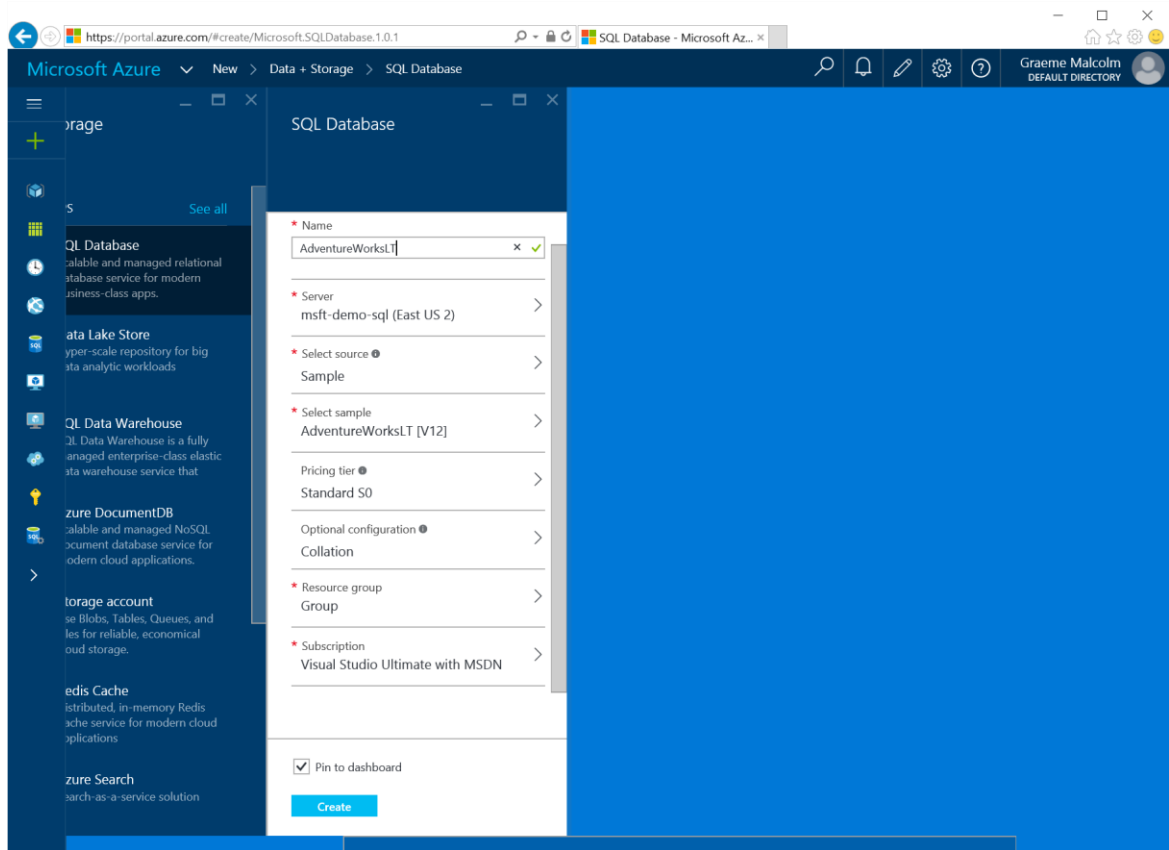 https://portal.azure.com/#create/Microsoft.SQLDatabase.1.0.1
SQL Database - Microsoft Az...
Microsoft Azure New > Data + Storage > SQL Database
Graeme Malcolm
DEFAULT DIRECTORY
orage
See all
QL Database
calable and managed relational
atabase service for modern
usiness-class apps.
ata Lake Store
yper-scale repository for big
ata analytic workloads
QL Data Warehouse
QL Data Warehouse is a fully
anaged enterprise-class elastic
ata warehouse service that
zure DocumentDB
calable and managed NoSQL
ocument database service for
odern cloud applications.
torage account
se Blobs, Tables, Queues, and
les for reliable, economical
oud storage.
edis Cache
istributed, in-memory Redis
ache service for modern cloud
pplications
zure Search
earch-as-a-service solution
SQL Database
* Name
AdventureWorksLT
* Server
msft-demo-sql (East US 2)
* Select source
Sample
* Select sample
AdventureWorksLT [V12]
Pricing tier
Standard S0
Optional configuration
Collation
* Resource group
Group
* Subscription
Visual Studio Ultimate with MSDN
Pin to dashboard
Create